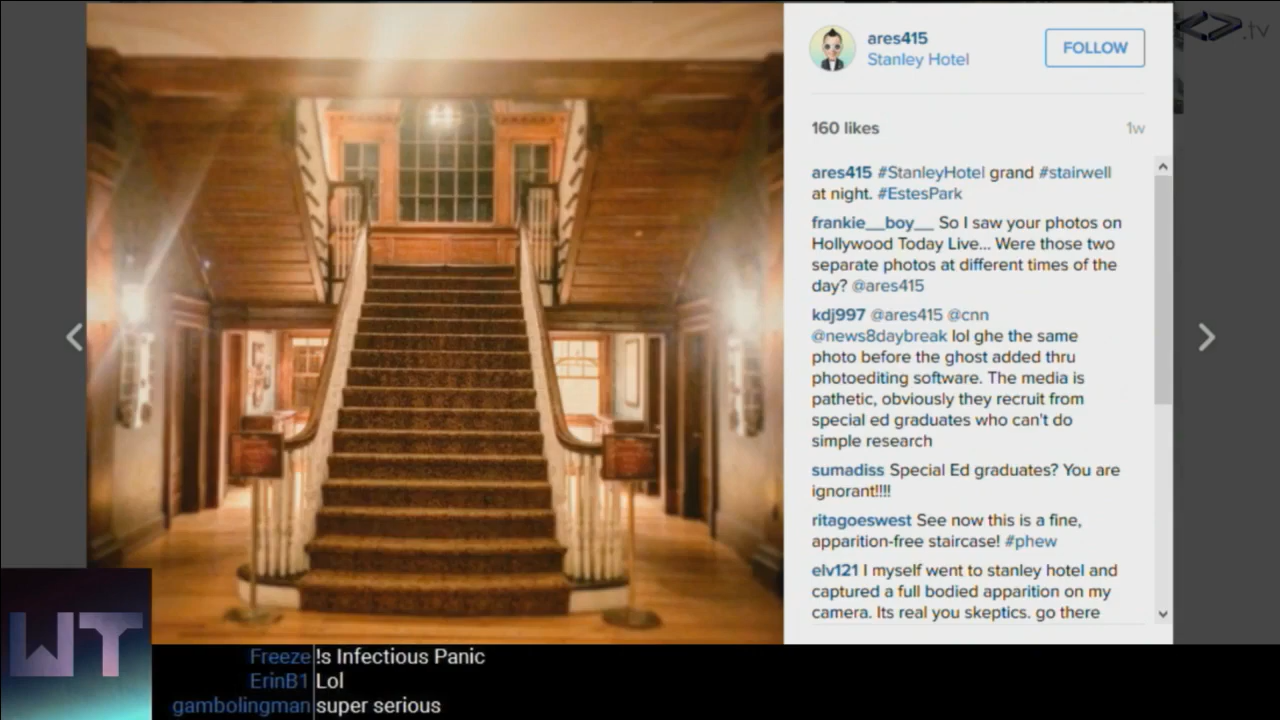 ares415
Stanley Hotel
FOLLOW
.tv
160 likes
1w
ares415 #StanleyHotel grand #stairwell
at night. #EstesPark
frankie__boy__ So I saw your photos on
Hollywood Today Live... Were those two
separate photos at different times of the
day? @ares415
kdj997 @ares415 @cnn
@news8daybreak lol ghe the same
photo before the ghost added thru
photoediting software. The media is
pathetic, obviously they recruit from
special ed graduates who can't do
simple research
sumadiss Special Ed graduates? You are
ignorant!!!!
ritagoeswest See now this is a fine,
apparition-free staircase! #phew
elv121 I myself went to stanley hotel and
captured a full bodied apparition on my
camera. Its real you skeptics. go there
WT
Freeze !s Infectious Panic
ErinB1 Lol
gambolingman super serious